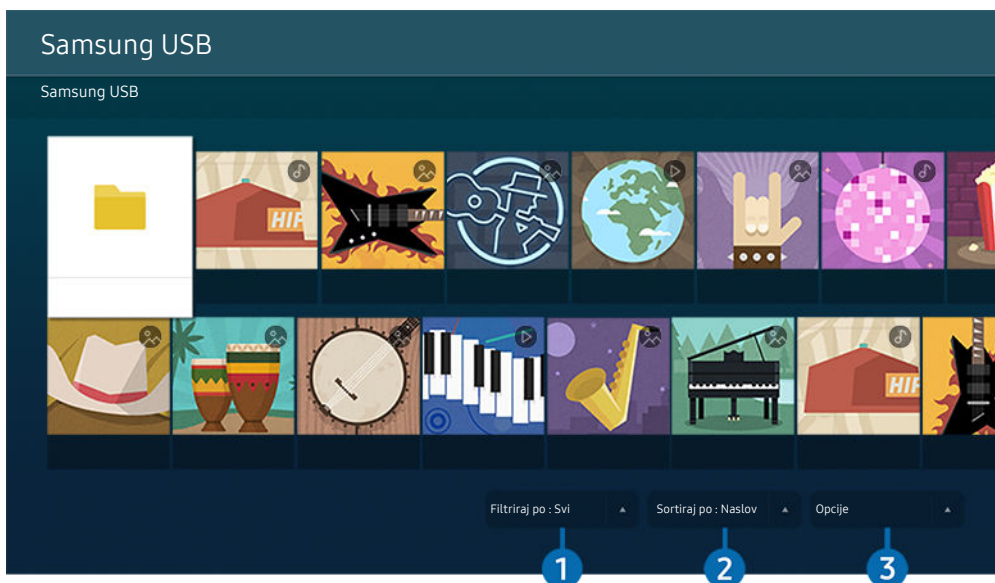 Samsung USB
Samsung USB
HIP
HIP
Filtriraj po : Svi
Sortiraj po : Naslov
Opcije
1
2
3